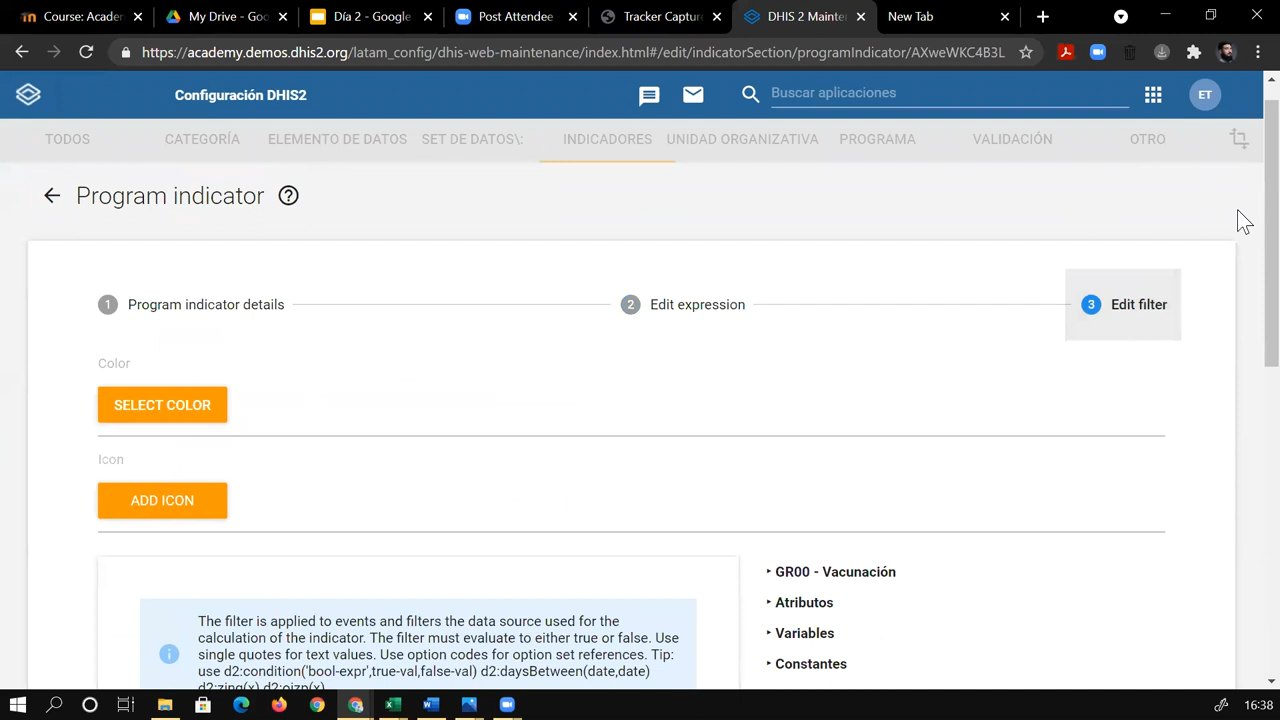 Course: Acader
My Drive - Goo
Día 2 - Google
Post Attendee
Tracker Capture
DHIS 2 Mainter
New Tab
https://academy.demos.dhis2.org/latam_config/dhis-web-maintenance/index.html#/edit/indicatorSection/programIndicator/AXweWKC4B3L
Configuración DHIS2
Buscar aplicaciones
ET
TODOS
CATEGORÍA
ELEMENTO DE DATOS
SET DE DATOS\:
INDICADORES
UNIDAD ORGANIZATIVA
PROGRAMA
VALIDACIÓN
OTRO
Program indicator
1 Program indicator details
2 Edit expression
3 Edit filter
Color
SELECT COLOR
Icon
ADD ICON
The filter is applied to events and filters the data source used for the
calculation of the indicator. The filter must evaluate to either true or false. Use
single quotes for text values. Use option codes for option set references. Tip:
use d2:condition('bool-expr',true-val,false-val) d2:daysBetween(date,date)
d2:zing(x) d2:oizp(x)
GR00 - Vacunación
Atributos
Variables
Constantes
16:38